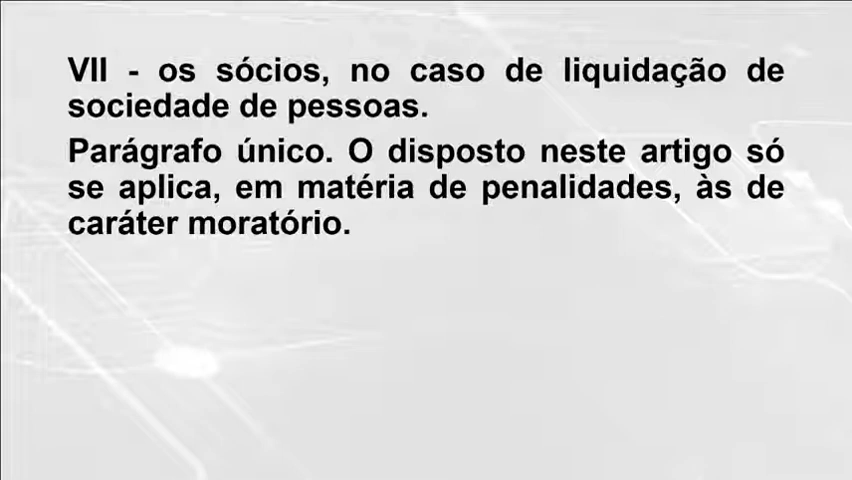 VII - os sócios, no caso de liquidação de
sociedade de pessoas.
Parágrafo único. O disposto neste artigo só
se aplica, em matéria de penalidades, às de
caráter moratório.